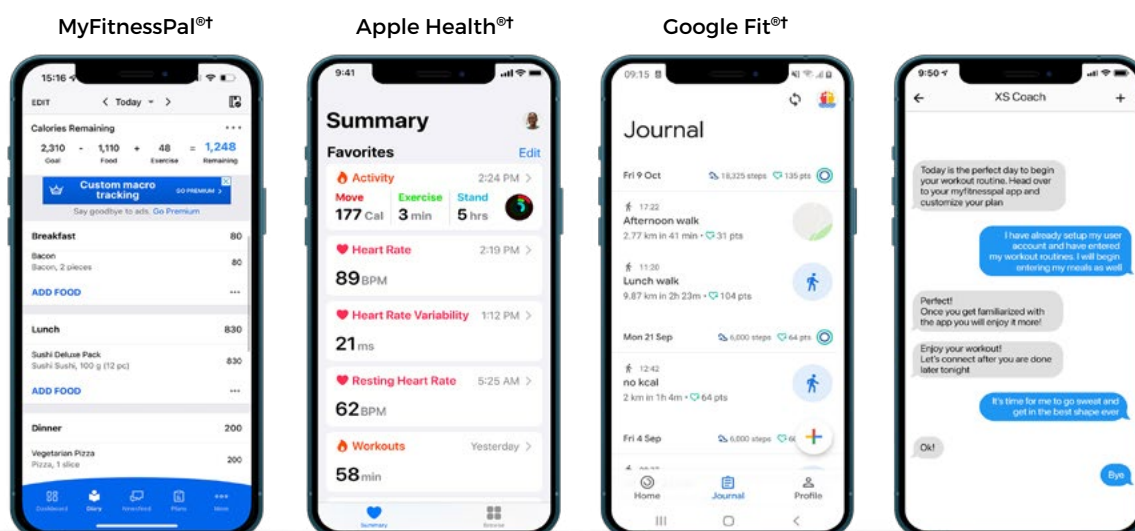 MyFitnessPal®†
15:16
EDIT
< Today >
Calories Remaining
2,310 - 1,110 + 48 = 1,248
Goal Food Exercise Remaining
Custom macro
tracking
GO PREMIUM >
Say goodbye to ads. Go Premium
Breakfast 80
Bacon
Bacon, 2 pieces 80
ADD FOOD
Lunch 830
Sushi Deluxe Pack
Sushi Sushi, 100 g (12 pc) 830
ADD FOOD
Dinner 200
Vegetarian Pizza
Pizza, 1 slice 200
Dashboard Diary Newsfeed Plans More
Apple Health®†
9:41
Summary
Favorites Edit
Activity 2:24 PM >
Move Exercise Stand
177 Cal 3 min 5 hrs
Heart Rate 2:19 PM >
89 BPM
Heart Rate Variability 1:12 PM >
21 ms
Resting Heart Rate 5:25 AM >
62 BPM
Workouts Yesterday >
58 min
Summary Browse
Google Fit®†
09:15
Journal
Fri 9 Oct 18,325 steps 135 pts
17:22
Afternoon walk
2.77 km in 41 min • 31 pts
11:20
Lunch walk
9.87 km in 2h 23m • 104 pts
Mon 21 Sep 6,000 steps 64 pts
12:42
no kcal
2 km in 1h 4m • 64 pts
Fri 4 Sep 6,000 steps
Home Journal Profile
9:50
XS Coach
Today is the perfect day to begin
your workout routine. Head over
to your myfitnesspal app and
customize your plan
I have already setup my user
account and have entered
my workout routines. I will begin
entering my meals as well
Perfect!
Once you get familiarized with
the app you will enjoy it more!
Enjoy your workout!
Let's connect after you are done
later tonight
It's time for me to go sweat and
get in the best shape ever
Ok!
Bye